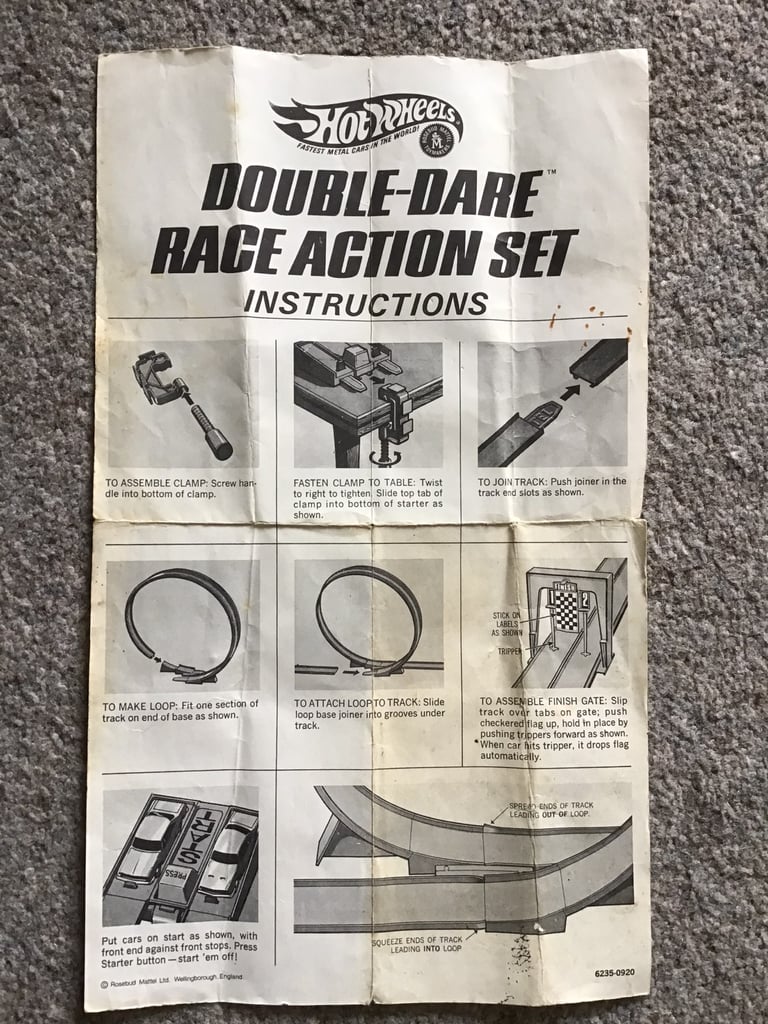 HOT WHEELS
FASTEST METAL CARS IN THE WORLD!
ROSEBUD MATTEL
TOYMAKERS
M
DOUBLE-DARE™
RACE ACTION SET
INSTRUCTIONS
TO ASSEMBLE CLAMP: Screw han-
dle into bottom of clamp.
FASTEN CLAMP TO TABLE: Twist
to right to tighten. Slide top tab of
clamp into bottom of starter as
shown.
TO JOIN TRACK: Push joiner in the
track end slots as shown.
TO MAKE LOOP: Fit one section of
track on end of base as shown.
TO ATTACH LOOP TO TRACK: Slide
loop base joiner into grooves under
track.
FINISH
1 2
STICK ON
LABELS
AS SHOWN
TRIPPER
TO ASSEMBLE FINISH GATE: Slip
track over tabs on gate; push
checkered flag up, hold in place by
pushing trippers forward as shown.
*When car hits tripper, it drops flag
automatically.
START
PRESS
Put cars on start as shown, with
front end against front stops. Press
Starter button — start 'em off!
SPREAD ENDS OF TRACK
LEADING OUT OF LOOP.
SQUEEZE ENDS OF TRACK
LEADING INTO LOOP
© Rosebud Mattel Ltd. Wellingborough, England
6235-0920